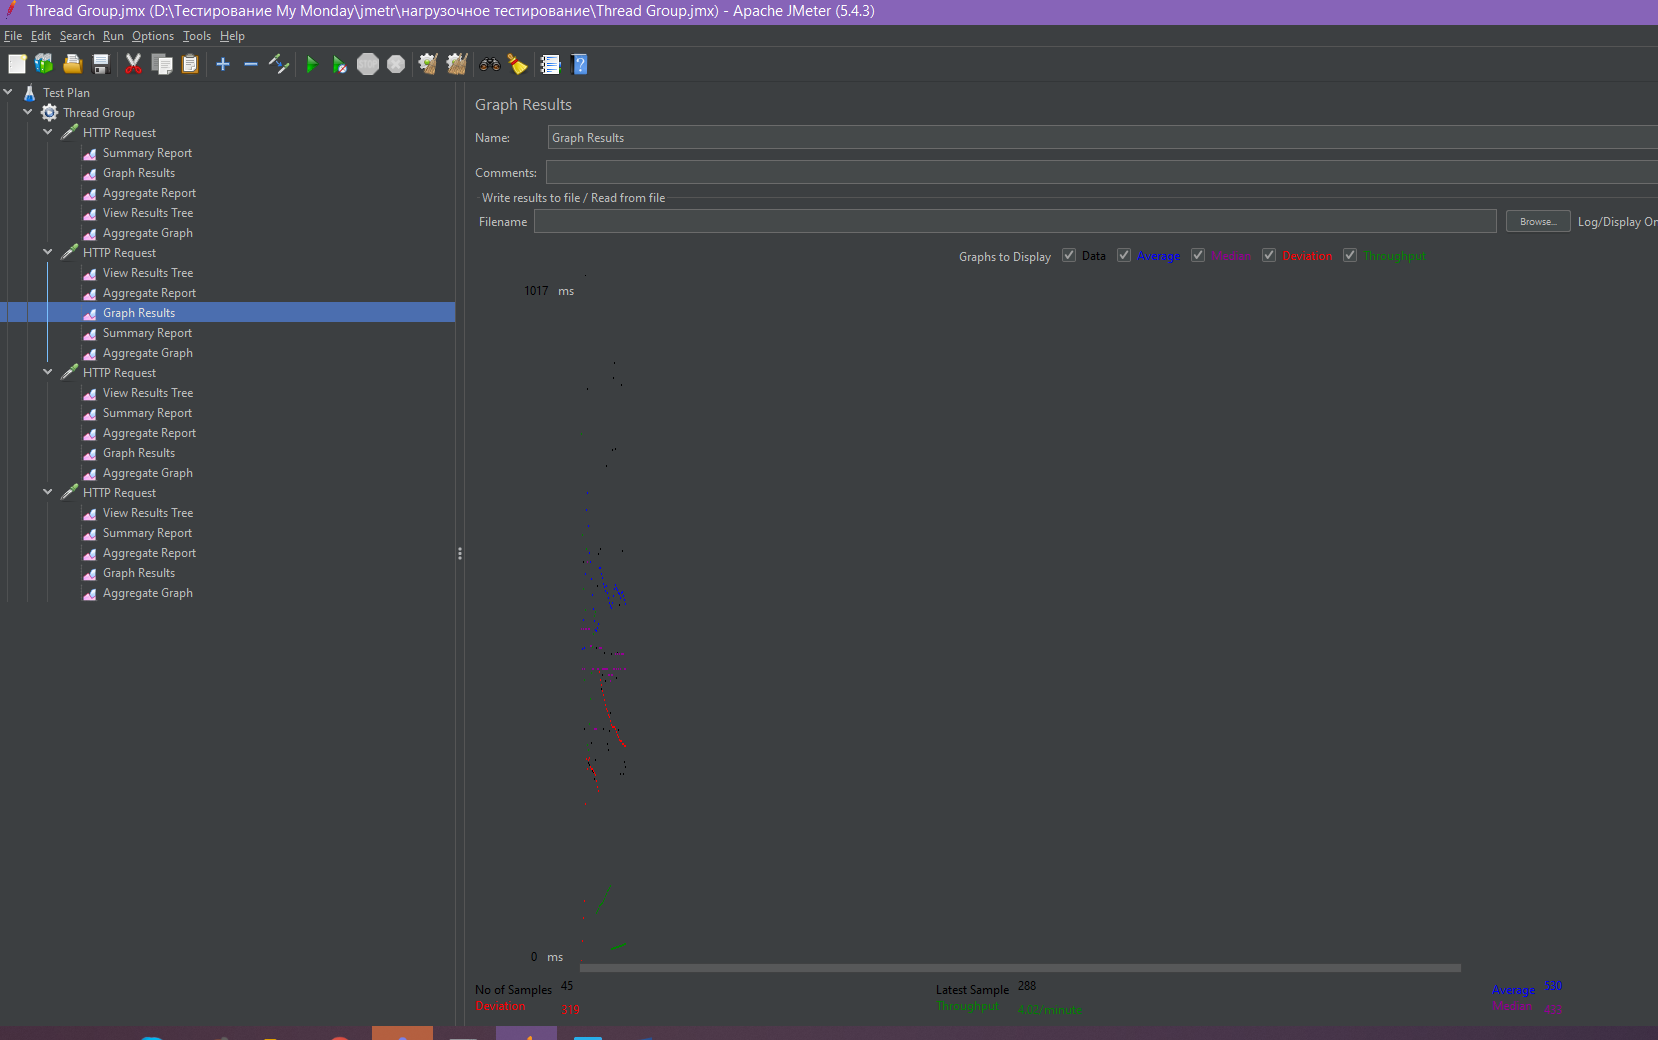 Thread Group.jmx (D:\Тестирование My Monday\jmetr\нагрузочное тестирование\Thread Group.jmx) - Apache JMeter (5.4.3)
File Edit Search Run Options Tools Help
Test Plan
Thread Group
HTTP Request
Summary Report
Graph Results
Aggregate Report
View Results Tree
Aggregate Graph
HTTP Request
View Results Tree
Aggregate Report
Graph Results
Summary Report
Aggregate Graph
HTTP Request
View Results Tree
Summary Report
Aggregate Report
Graph Results
Aggregate Graph
HTTP Request
View Results Tree
Summary Report
Aggregate Report
Graph Results
Aggregate Graph
Graph Results
Name: Graph Results
Comments:
Write results to file / Read from file
Filename Browse... Log/Display On
Graphs to Display Data Average Median Deviation Throughput
1017 ms
0 ms
No of Samples 45 Latest Sample 288 Average 530
Deviation 319 Throughput 4.02/minute Median